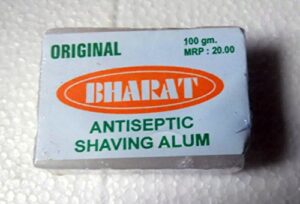 ORIGINAL
100 gm.
MRP : 20.00
BHARAT
ANTISEPTIC
SHAVING ALUM